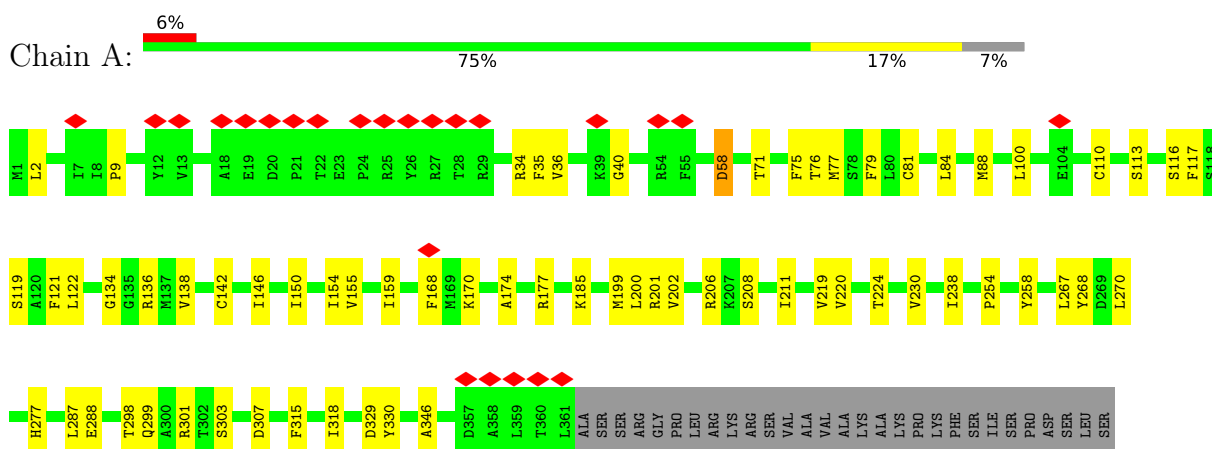 6%
Chain A:
75% 17% 7%
M1 L2 I7 I8 P9 Y12 V13 A18 E19 D20 P21 T22 E23 P24 R25 Y26 R27 T28 R29 R34 F35 V36 K39 G40 R54 F55 D58 T71 F75 T76 M77 S78 F79 L80 C81 L84 M88 L100 E104 C110 S113 S116 F117 S118
S119 A120 F121 L122 G134 G135 R136 M137 V138 C142 I146 I150 I154 V155 I159 F168 M169 K170 A174 R177 K185 M199 L200 R201 V202 R206 K207 S208 I211 V219 V220 T224 V230 I238 P254 Y258 L267 Y268 D269 L270
H277 L287 E288 T298 Q299 A300 R301 T302 S303 D307 F315 I318 D329 Y330 A346 D357 A358 L359 T360 L361 ALA SER SER ARG GLY PRO LEU ARG LYS ARG SER VAL ALA VAL ALA LYS ALA LYS PRO LYS PHE SER ILE SER PRO ASP SER LEU SER